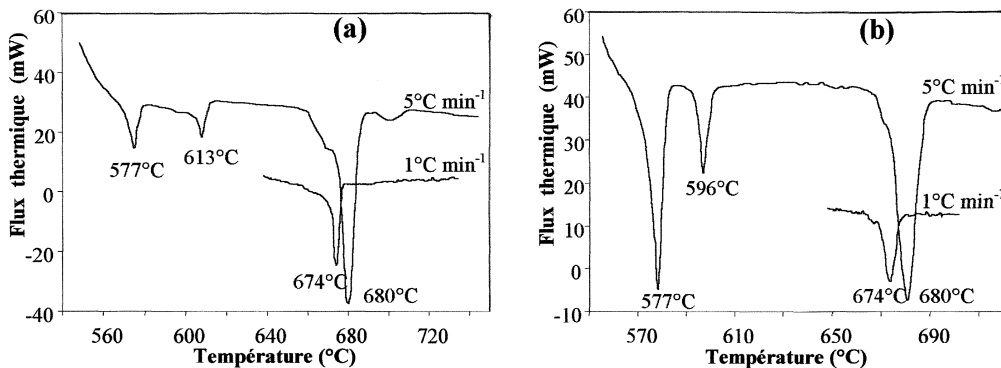 (a)
Flux thermique (mW)
60
40
20
0
-20
-40
5°C min⁻¹
1°C min⁻¹
577°C
613°C
674°C
680°C
560
600
640
680
720
Température (°C)
(b)
Flux thermique (mW)
60
50
40
30
20
10
0
-10
5°C min⁻¹
1°C min⁻¹
577°C
596°C
674°C
680°C
570
610
650
690
Température (°C)